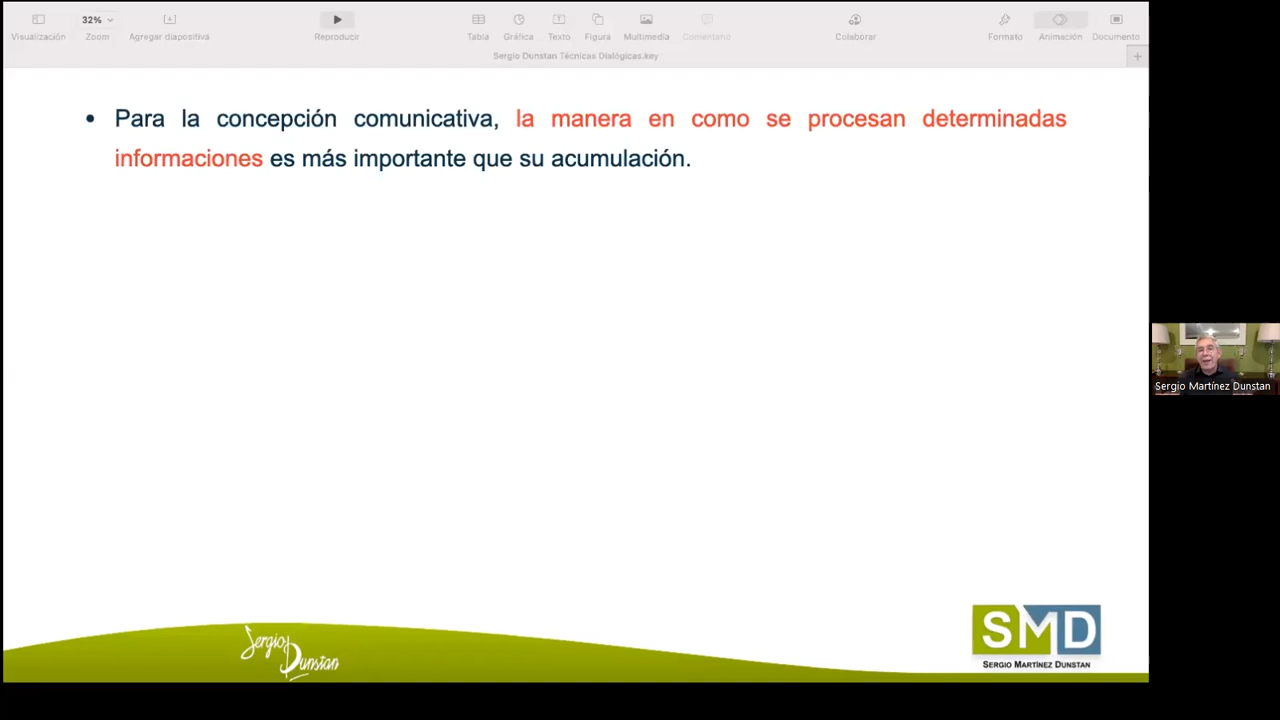 32%
Visualización Zoom Agregar diapositiva Reproducir Tabla Gráfica Texto Figura Multimedia Comentario Colaborar Formato Animación Documento
Sergio Dunstan Técnicas Dialógicas.key
• Para la concepción comunicativa, la manera en como se procesan determinadas
informaciones es más importante que su acumulación.
Sergio Martínez Dunstan
Sergio
Dunstan
SMD
SERGIO MARTÍNEZ DUNSTAN